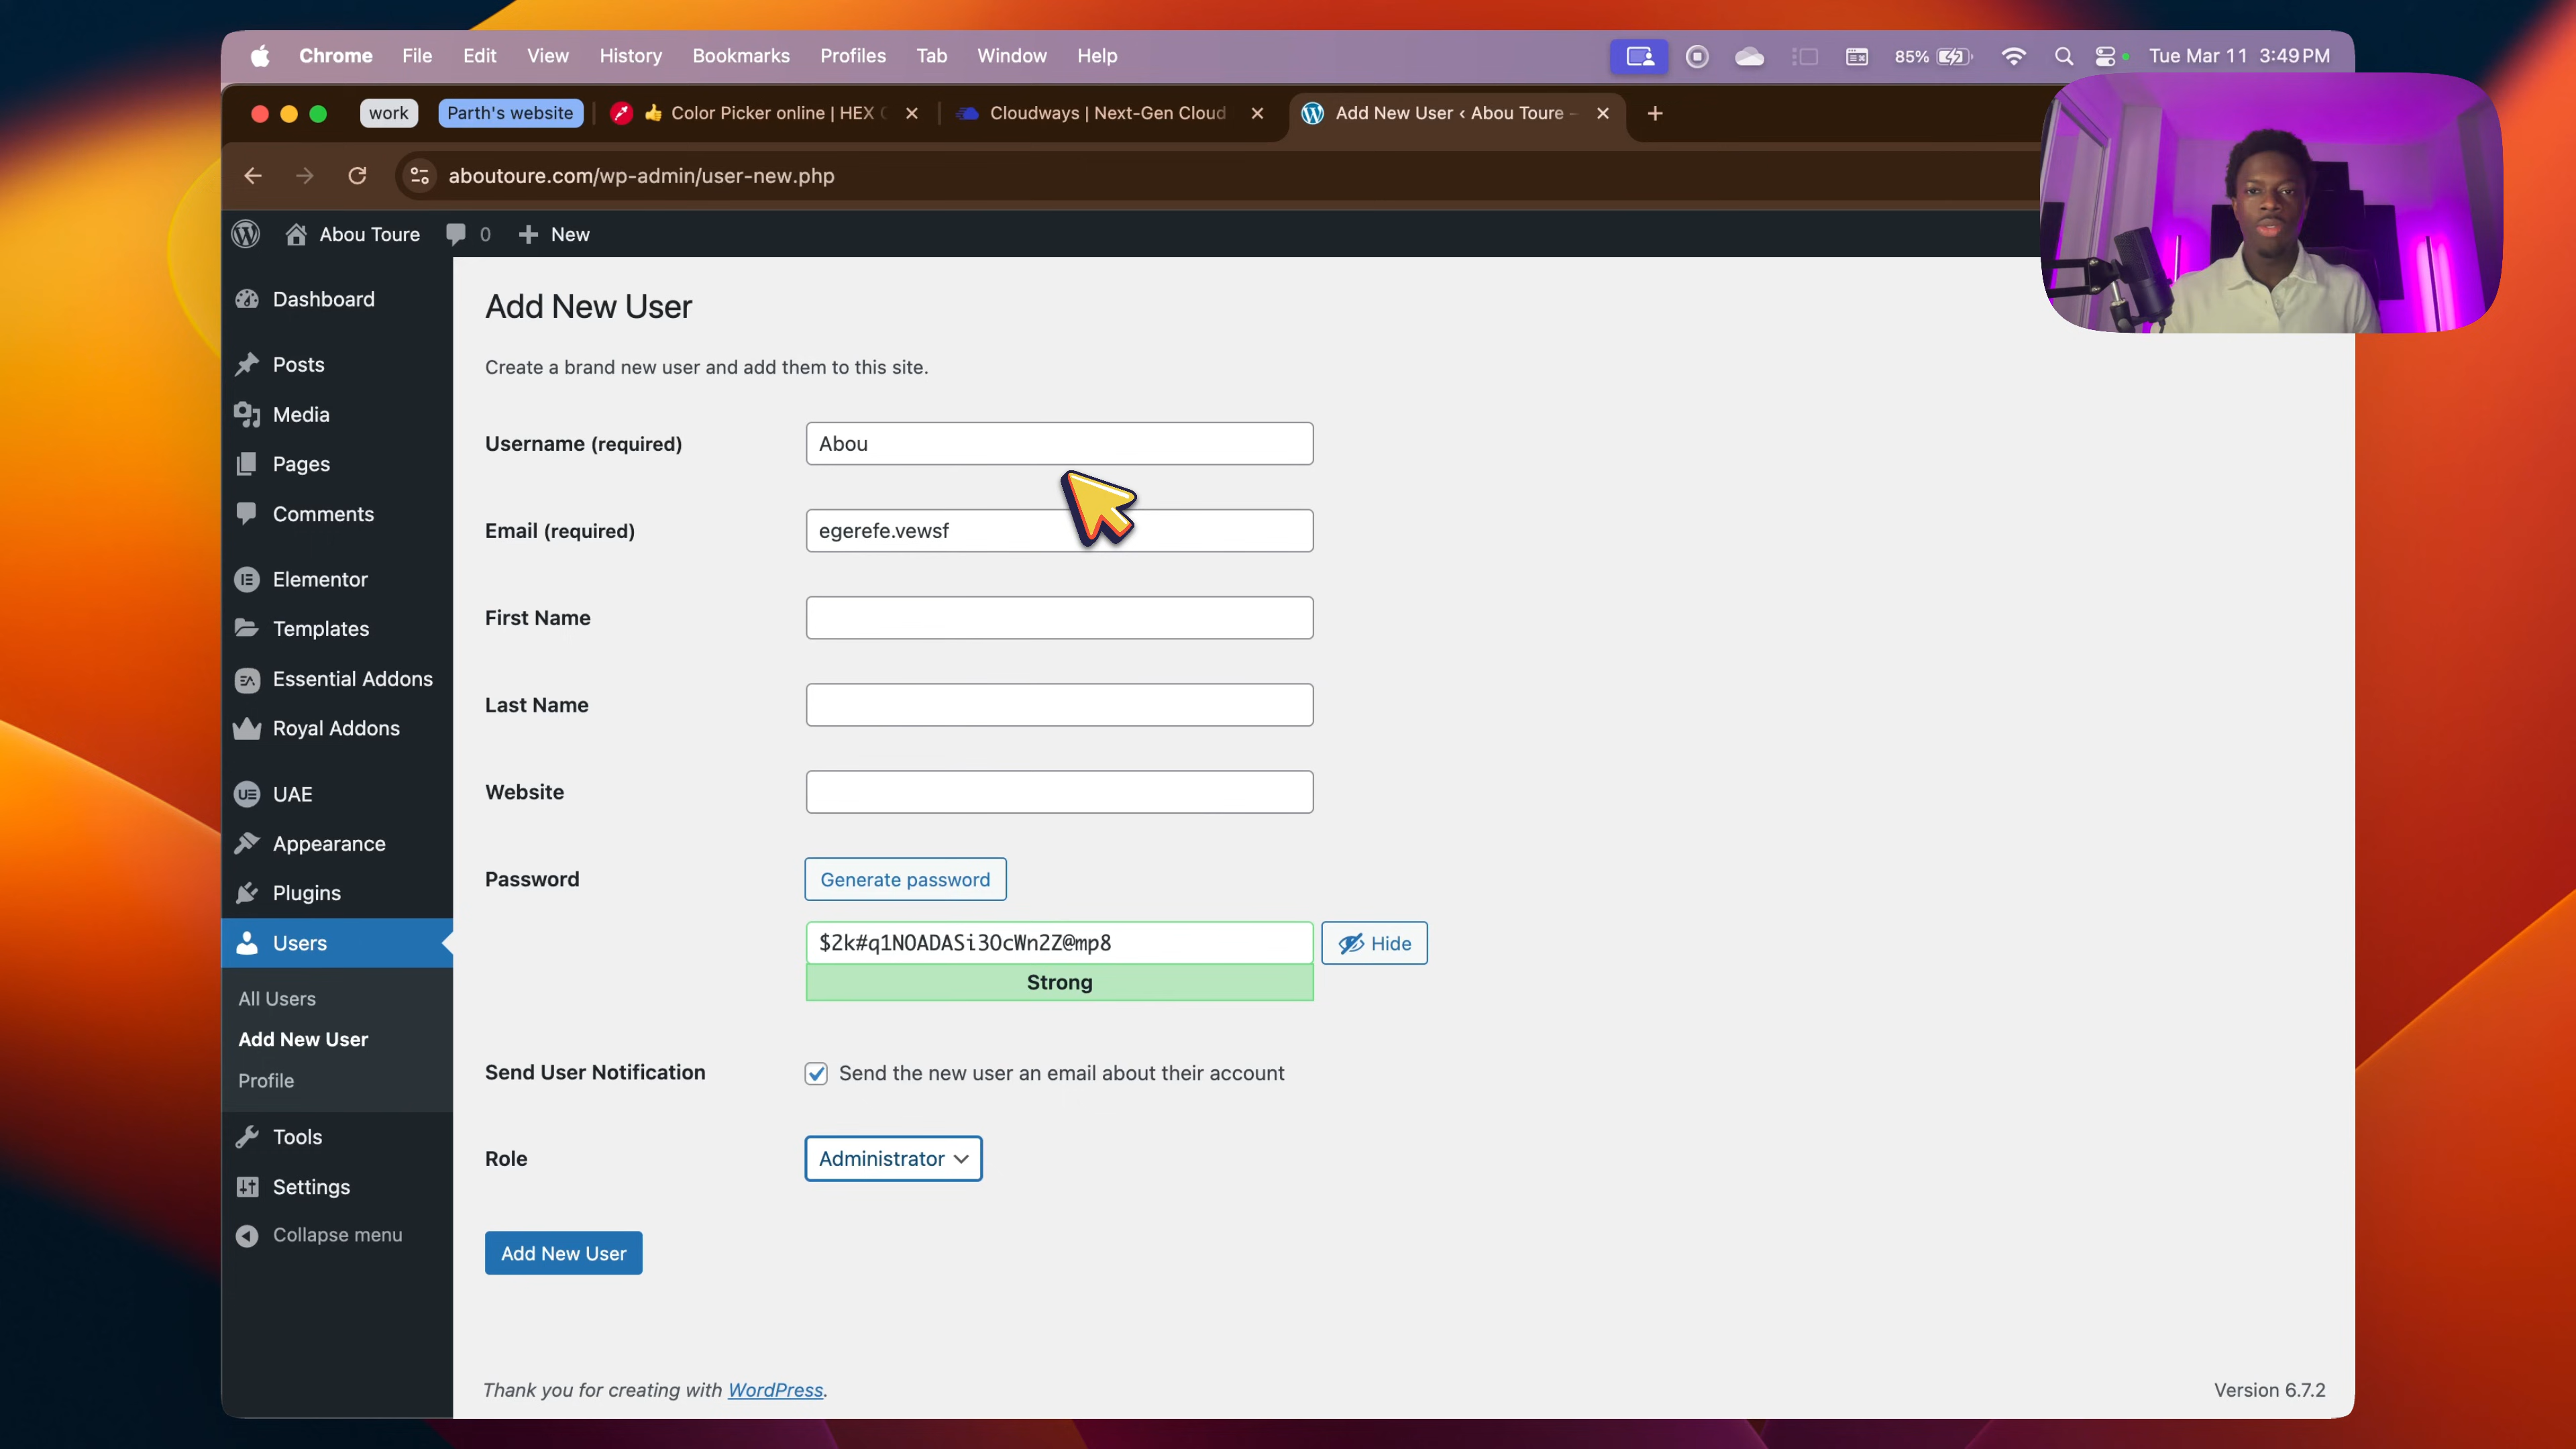 Chrome File Edit View History Bookmarks Profiles Tab Window Help 85% Tue Mar 11 3:49 PM
work Parth's website Color Picker online | HEX Cloudways | Next-Gen Cloud Add New User ‹ Abou Toure -
aboutoure.com/wp-admin/user-new.php
Abou Toure 0 New
Dashboard
Posts
Media
Pages
Comments
Elementor
Templates
Essential Addons
Royal Addons
UAE
Appearance
Plugins
Users
All Users
Add New User
Profile
Tools
Settings
Collapse menu
Add New User
Create a brand new user and add them to this site.
Username (required) Abou
Email (required) egerefe.vewsf
First Name
Last Name
Website
Password Generate password
$2k#q1NOADASi3OcWn2Z@mp8 Hide
Strong
Send User Notification Send the new user an email about their account
Role Administrator
Add New User
Thank you for creating with WordPress. Version 6.7.2